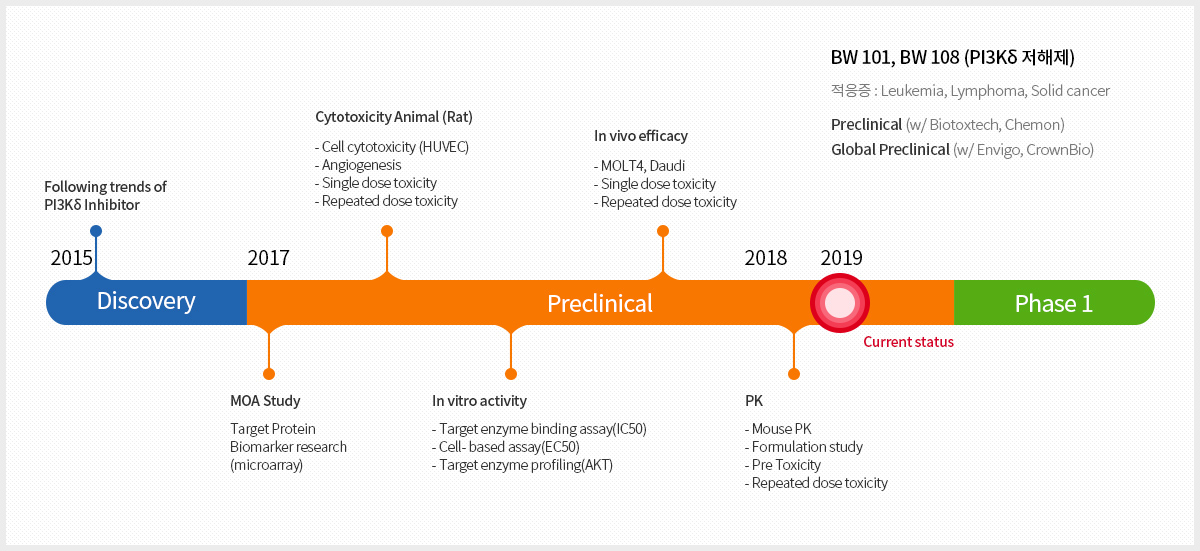 BW 101, BW 108 (PI3Kδ 저해제)
적응증 : Leukemia, Lymphoma, Solid cancer
Preclinical (w/ Biotoxtech, Chemon)
Global Preclinical (w/ Envigo, CrownBio)
Following trends of
PI3Kδ Inhibitor
Cytotoxicity Animal (Rat)
- Cell cytotoxicity (HUVEC)
- Angiogenesis
- Single dose toxicity
- Repeated dose toxicity
In vivo efficacy
- MOLT4, Daudi
- Single dose toxicity
- Repeated dose toxicity
2015
2017
2018
2019
Discovery
Preclinical
Phase 1
Current status
MOA Study
Target Protein
Biomarker research
(microarray)
In vitro activity
- Target enzyme binding assay(IC50)
- Cell- based assay(EC50)
- Target enzyme profiling(AKT)
PK
- Mouse PK
- Formulation study
- Pre Toxicity
- Repeated dose toxicity